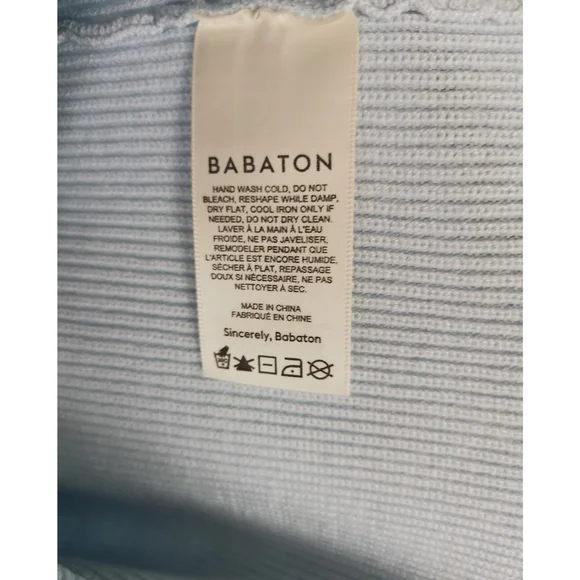 BABATON
HAND WASH COLD, DO NOT
BLEACH, RESHAPE WHILE DAMP,
DRY FLAT, COOL IRON ONLY IF
NEEDED, DO NOT DRY CLEAN.
LAVER À LA MAIN À L'EAU
FROIDE, NE PAS JAVELISER,
REMODELER PENDANT QUE
L'ARTICLE EST ENCORE HUMIDE,
SÉCHER À PLAT, REPASSAGE
DOUX SI NÉCESSAIRE, NE PAS
NETTOYER À SEC.
MADE IN CHINA
FABRIQUÉ EN CHINE
Sincerely, Babaton